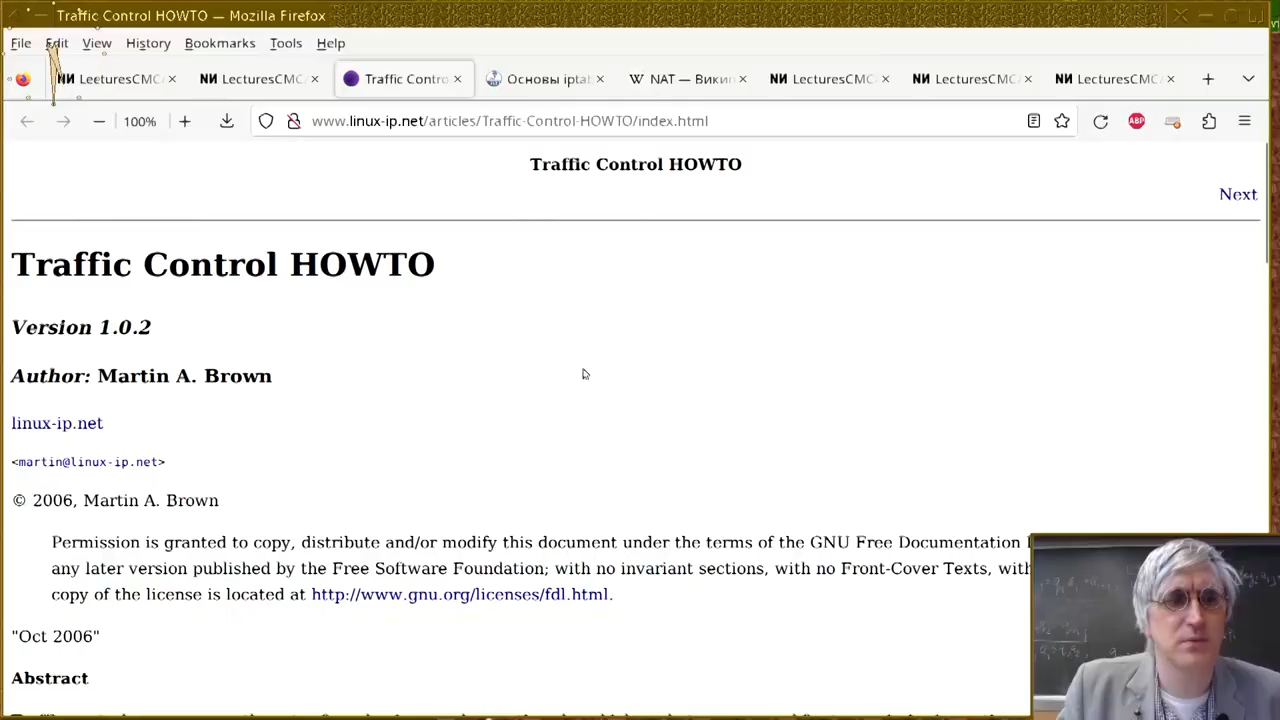 Traffic Control HOWTO — Mozilla Firefox
File Edit View History Bookmarks Tools Help
LecturesCMC
LecturesCMC
Traffic Contro
Основы iptab
NAT — Викип
LecturesCMC
LecturesCMC
LecturesCMC
100%
www.linux-ip.net/articles/Traffic-Control-HOWTO/index.html
ABP
Traffic Control HOWTO
Next
Traffic Control HOWTO
Version 1.0.2
Author: Martin A. Brown
linux-ip.net
<martin@linux-ip.net>
© 2006, Martin A. Brown
Permission is granted to copy, distribute and/or modify this document under the terms of the GNU Free Documentation
any later version published by the Free Software Foundation; with no invariant sections, with no Front-Cover Texts, with
copy of the license is located at http://www.gnu.org/licenses/fdl.html.
"Oct 2006"
Abstract